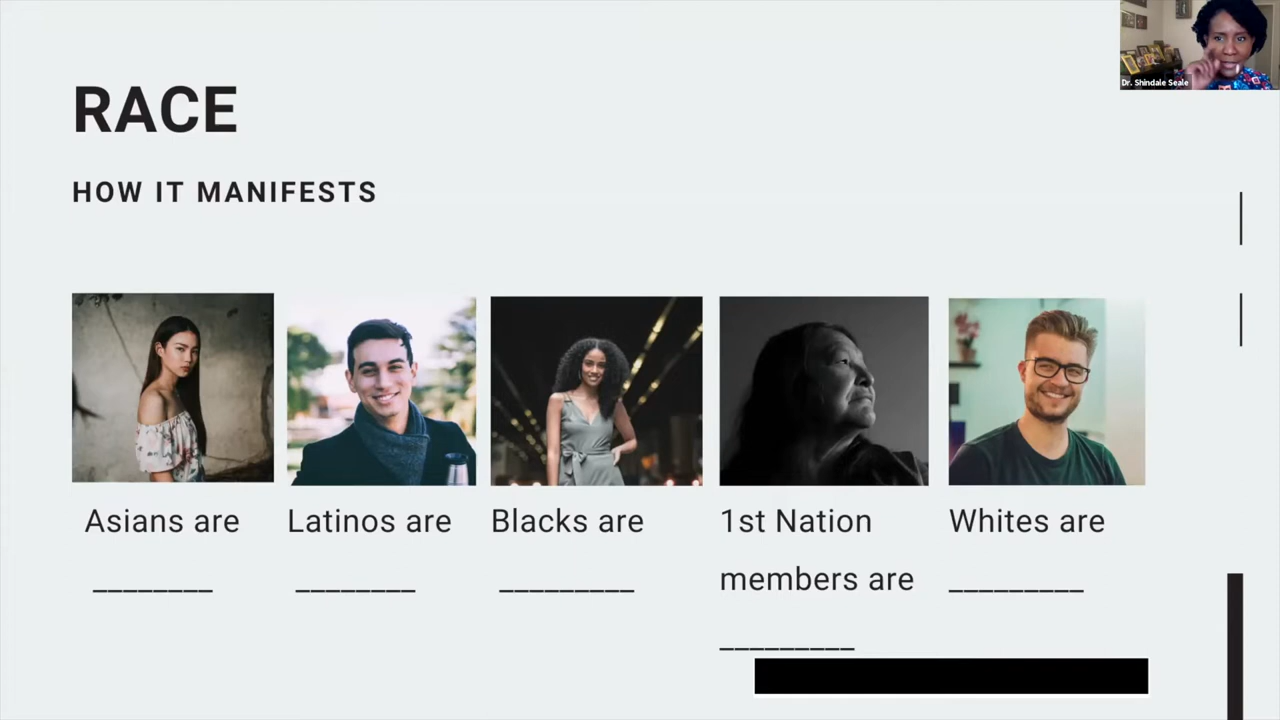 Dr. Shindale Seale
RACE
HOW IT MANIFESTS
Asians are
________
Latinos are
________
Blacks are
_________
1st Nation
members are
_________
Whites are
_________